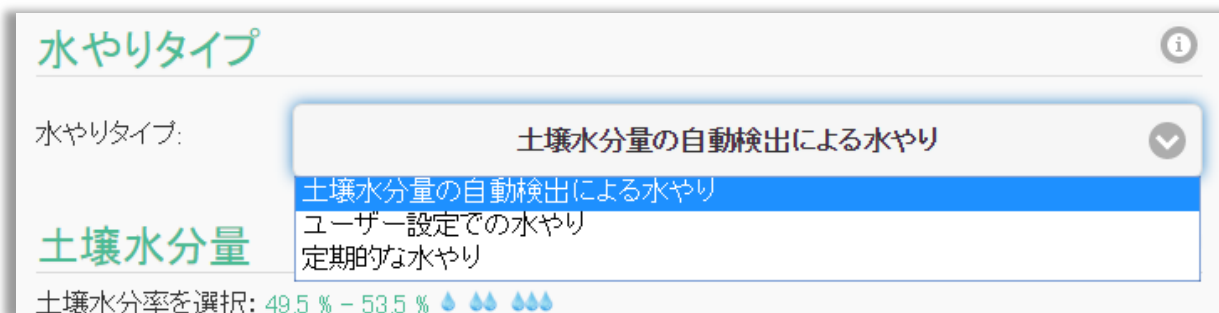 水やりタイプ
水やりタイプ:
土壌水分量の自動検出による水やり
土壌水分量の自動検出による水やり
ユーザー設定での水やり
定期的な水やり
土壌水分量
土壌水分率を選択: 49.5 % – 53.5 %